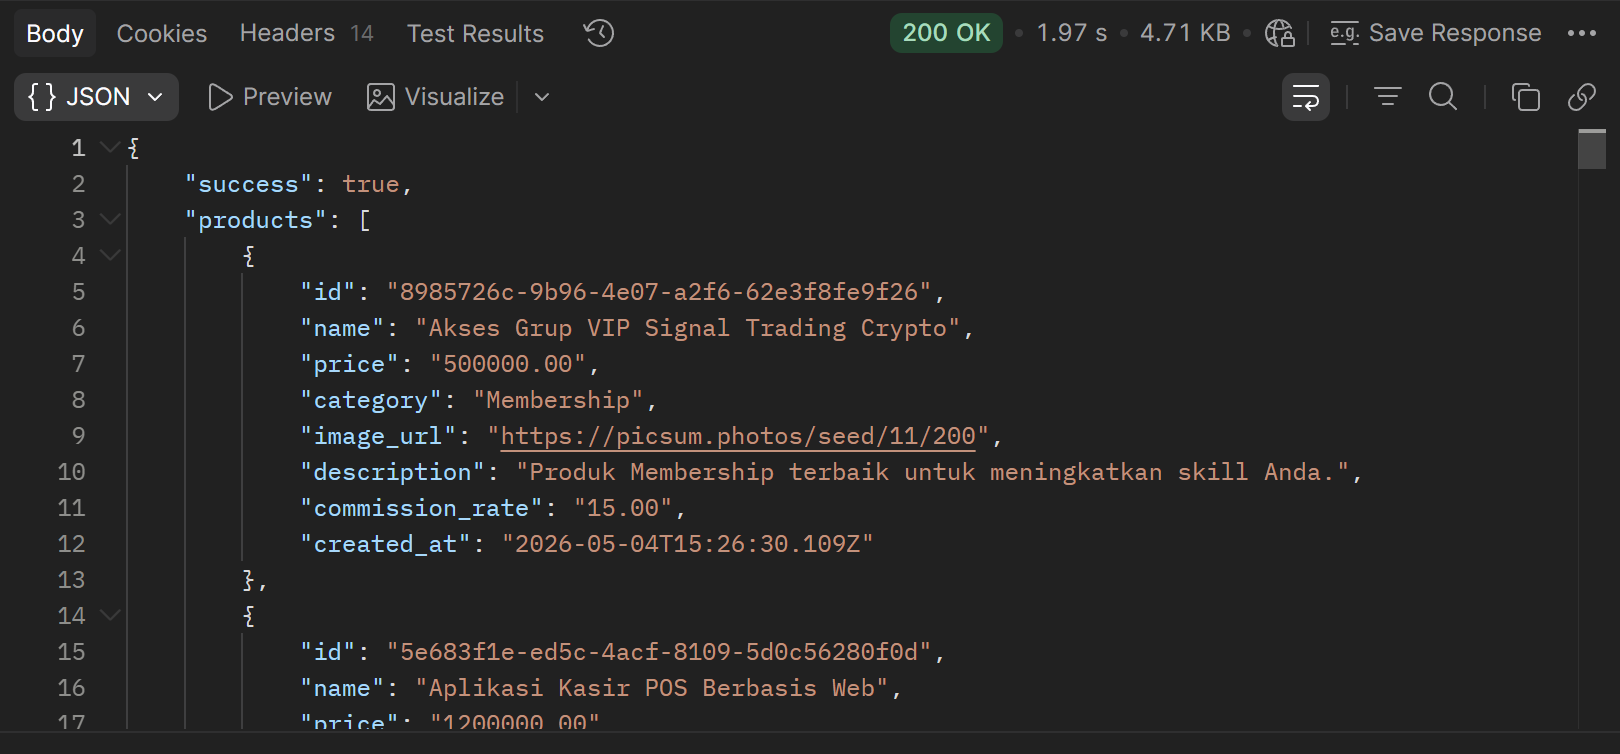 Body Cookies Headers 14 Test Results 200 OK • 1.97 s • 4.71 KB • e.g. Save Response
{ } JSON Preview Visualize
1 {
2 "success": true,
3 "products": [
4 {
5 "id": "8985726c-9b96-4e07-a2f6-62e3f8fe9f26",
6 "name": "Akses Grup VIP Signal Trading Crypto",
7 "price": "500000.00",
8 "category": "Membership",
9 "image_url": "https://picsum.photos/seed/11/200",
10 "description": "Produk Membership terbaik untuk meningkatkan skill Anda.",
11 "commission_rate": "15.00",
12 "created_at": "2026-05-04T15:26:30.109Z"
13 },
14 {
15 "id": "5e683f1e-ed5c-4acf-8109-5d0c56280f0d",
16 "name": "Aplikasi Kasir POS Berbasis Web",
17 "price": "1200000.00"